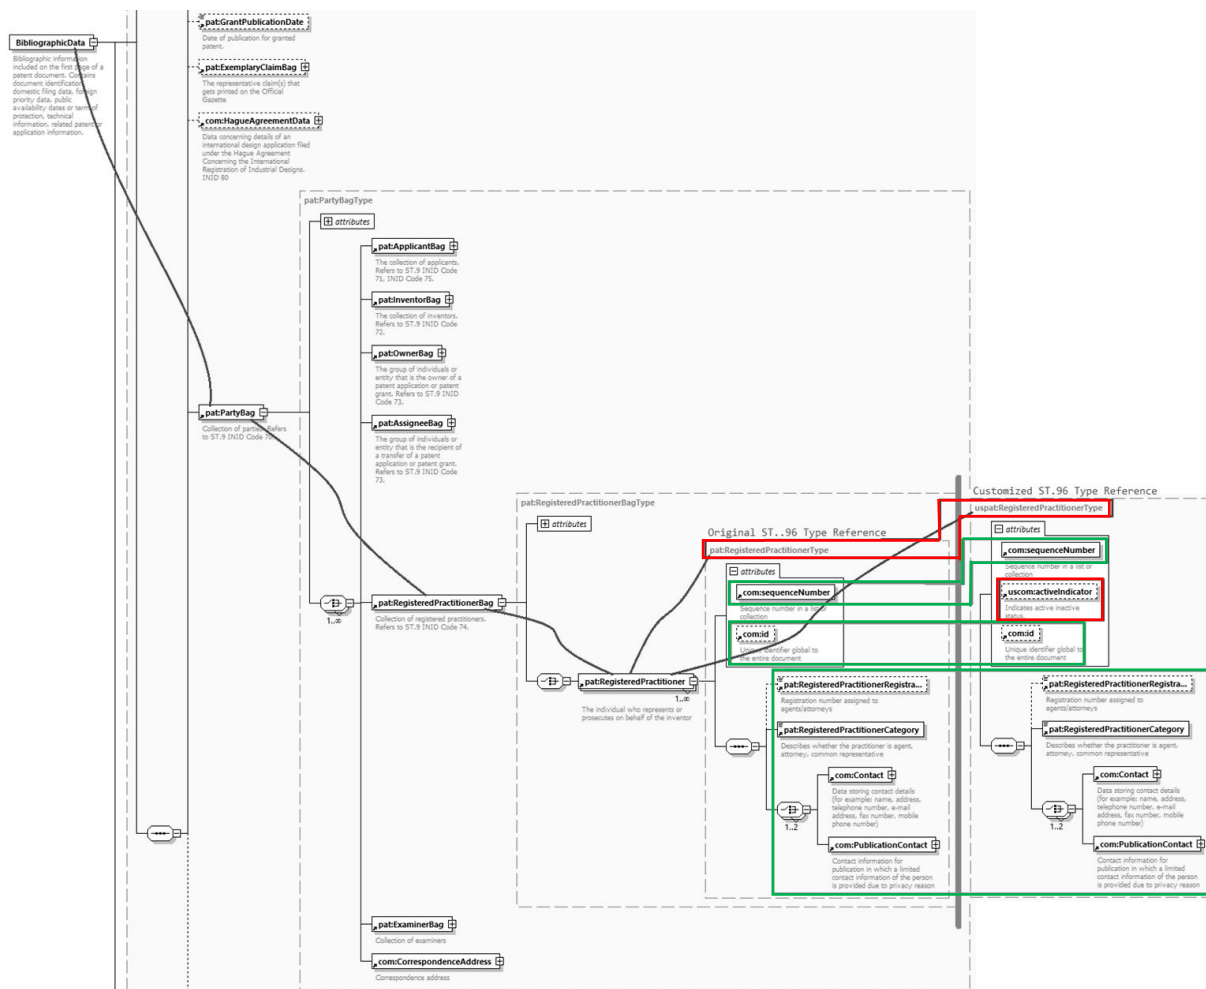 pat:GrantPublicationDate
Date of publication for granted
patent.
BibliographicData
Bibliographic information
included on the first page of a
patent document. Contains
document identification,
domestic filing data, foreign
priority data, public
availability dates or term of
protection, technical
information, related patent or
application information.
pat:ExemplaryClaimBag
The representative claim(s) that
gets printed on the Official
Gazette
com:HagueAgreementData
Data concerning details of an
international design application filed
under the Hague Agreement
Concerning the International
Registration of Industrial Designs.
INID 80
pat:PartyBagType
attributes
pat:ApplicantBag
The collection of applicants.
Refers to ST.9 INID Code
71, INID Code 75.
pat:InventorBag
The collection of inventors.
Refers to ST.9 INID Code
72.
pat:OwnerBag
The group of individuals or
entity that is the owner of a
patent application or patent
grant. Refers to ST.9 INID
Code 73.
pat:PartyBag
Collection of parties. Refers
to ST.9 INID Code 70.
pat:AssigneeBag
The group of individuals or
entity that is the recipient of
a transfer of a patent
application or patent grant.
Refers to ST.9 INID Code
73.
pat:RegisteredPractitionerBagType
attributes
pat:RegisteredPractitionerBag
Collection of registered practitioners.
Refers to ST.9 INID Code 74.
1..∞
pat:RegisteredPractitioner
1..∞
The individual who represents or
prosecutes on behalf of the inventor
Original ST..96 Type Reference
pat:RegisteredPractitionerType
attributes
com:sequenceNumber
Sequence number in a list or
collection
com:id
Unique identifier global to
the entire document
pat:RegisteredPractitionerRegistra...
Registration number assigned to
agents/attorneys
pat:RegisteredPractitionerCategory
Describes whether the practitioner is agent,
attorney, common representative
com:Contact
Data storing contact details
(for example: name, address,
telephone number, e-mail
address, fax number, mobile
phone number)
1..2
com:PublicationContact
Contact information for
publication in which a limited
contact information of the person
is provided due to privacy reason
Customized ST.96 Type Reference
uspat:RegisteredPractitionerType
attributes
com:sequenceNumber
Sequence number in a list or
collection
uscom:activeIndicator
Indicates active inactive
status.
com:id
Unique identifier global to
the entire document
pat:RegisteredPractitionerRegistra...
Registration number assigned to
agents/attorneys
pat:RegisteredPractitionerCategory
Describes whether the practitioner is agent,
attorney, common representative
com:Contact
Data storing contact details
(for example: name, address,
telephone number, e-mail
address, fax number, mobile
phone number)
1..2
com:PublicationContact
Contact information for
publication in which a limited
contact information of the person
is provided due to privacy reason
pat:ExaminerBag
Collection of examiners
com:CorrespondenceAddress
Correspondence address